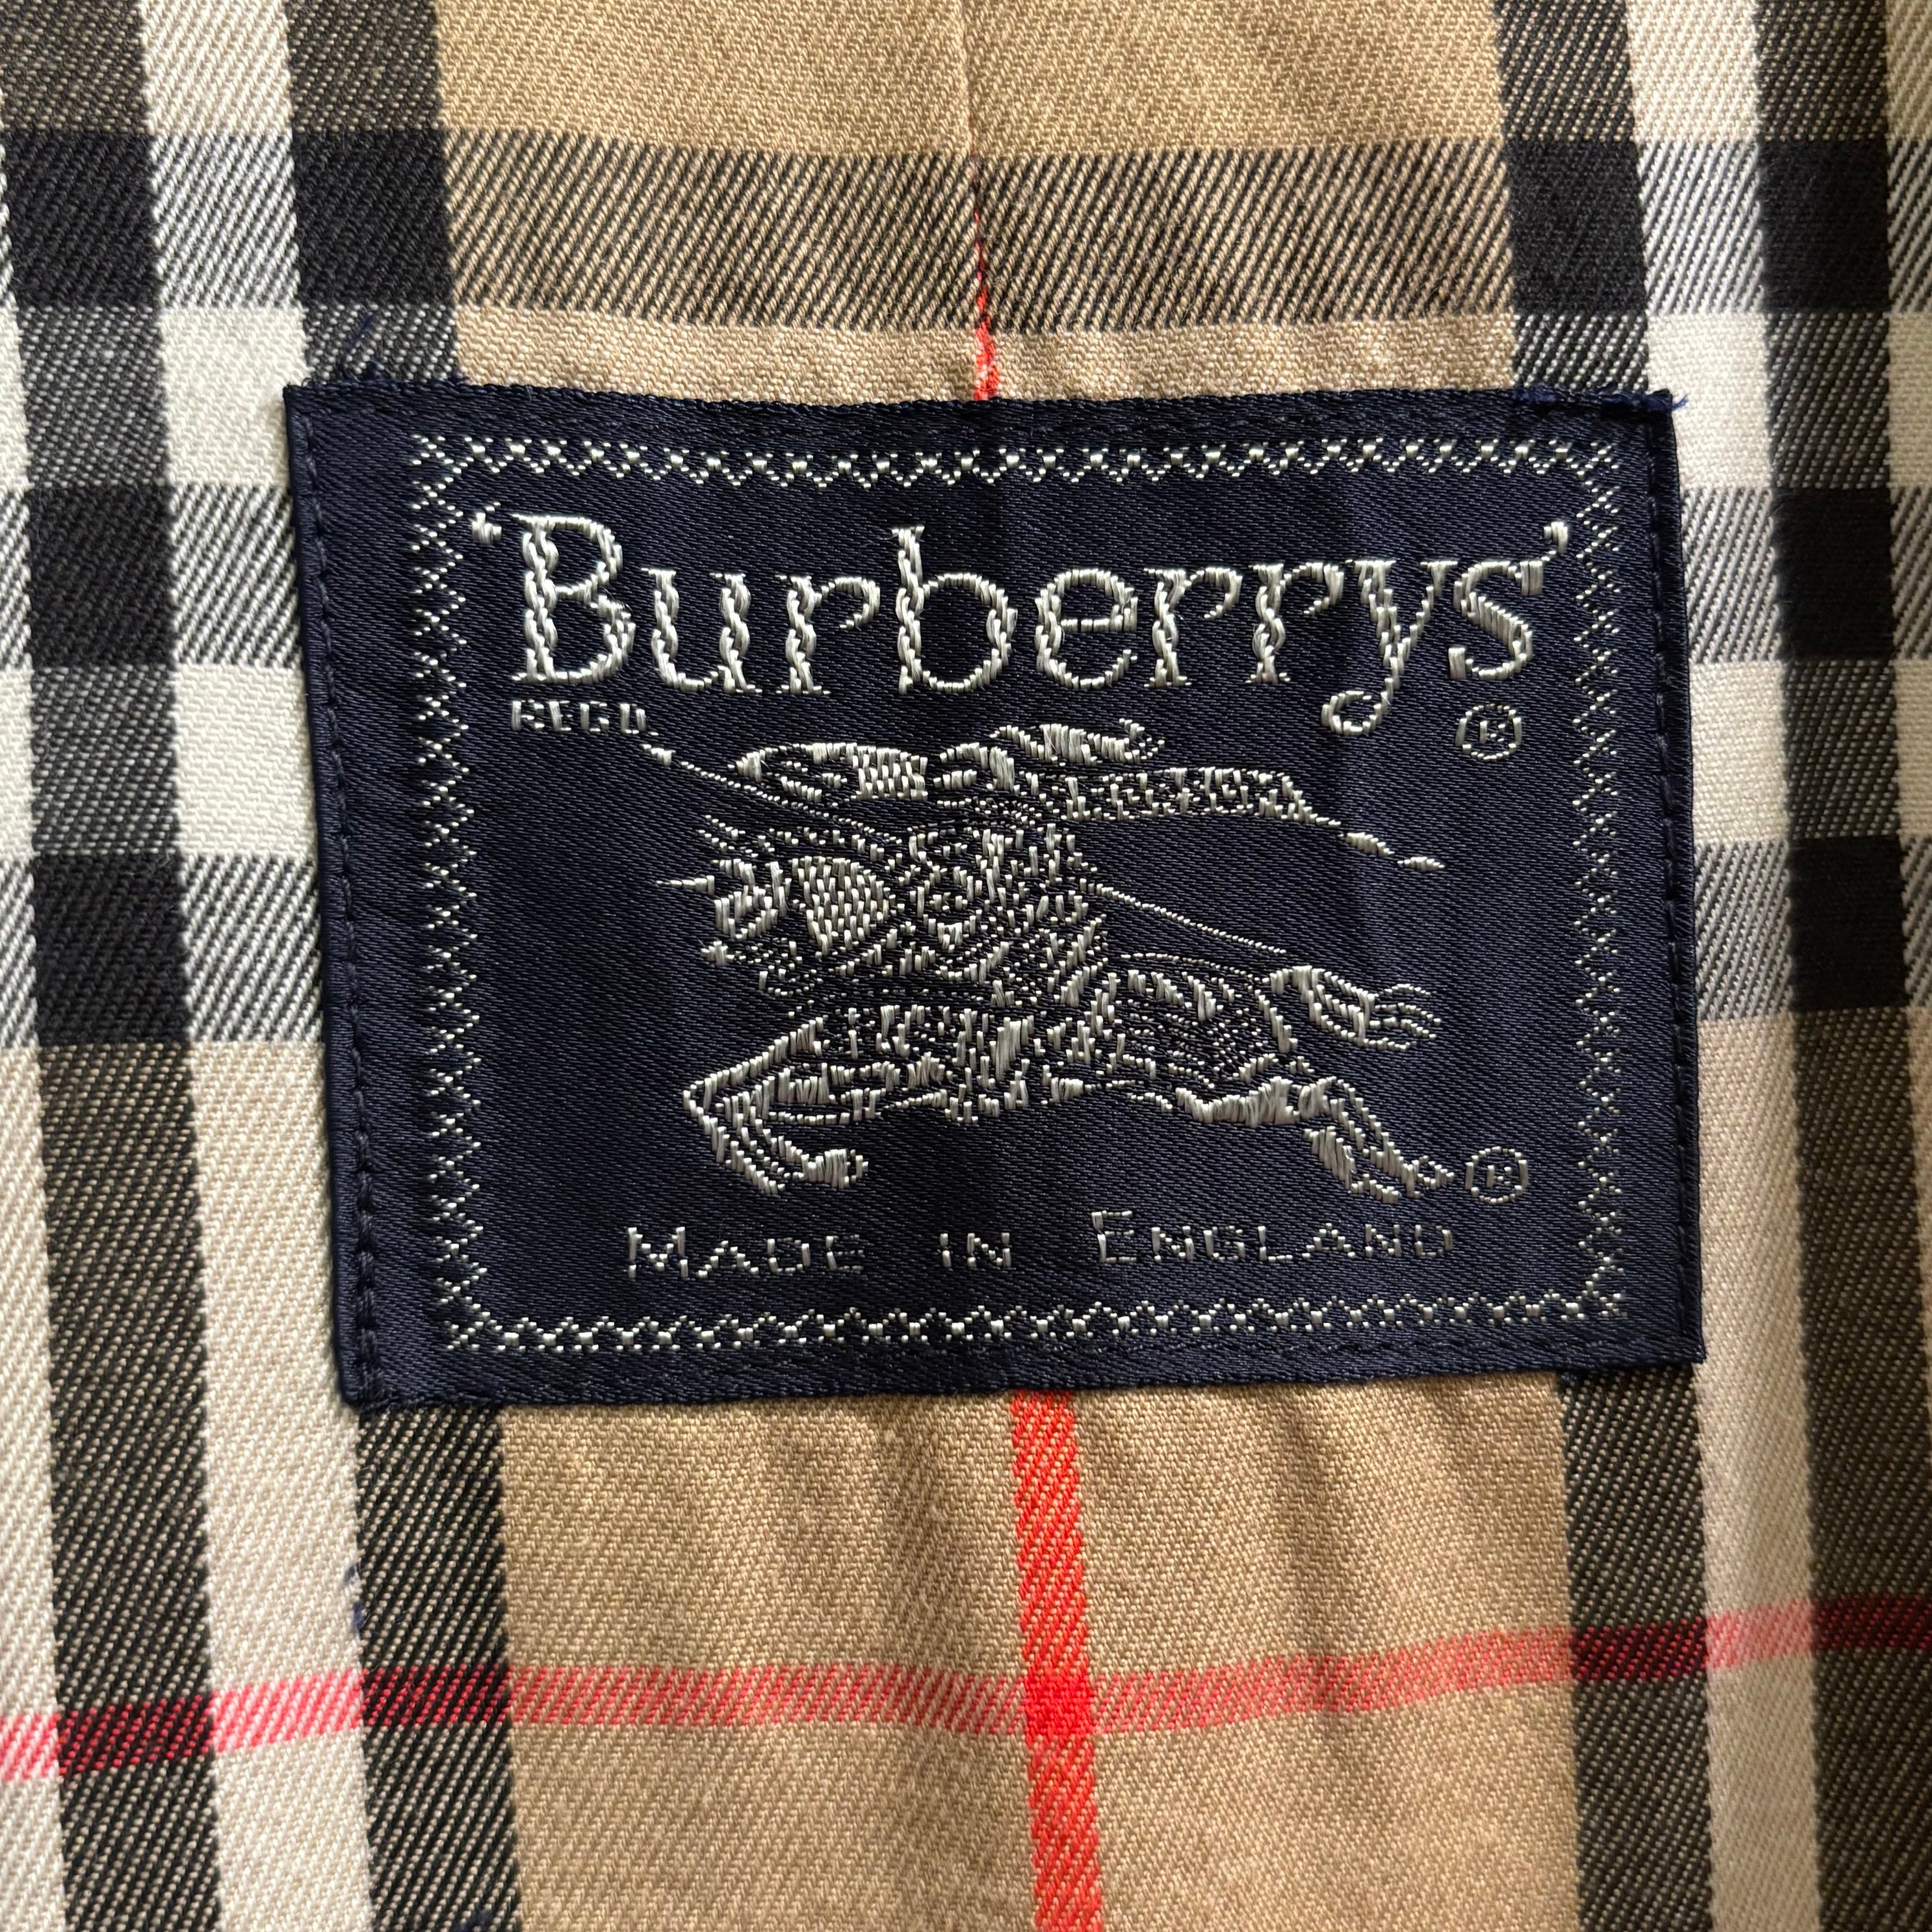 ‘Burberrys’
REGD. ®
®
MADE IN ENGLAND